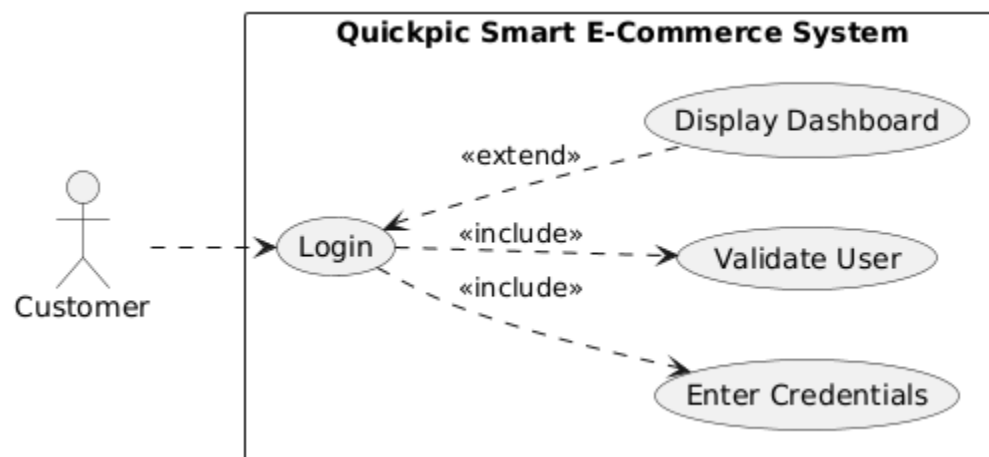 Quickpic Smart E-Commerce System
Display Dashboard
«extend»
Login
«include»
Validate User
«include»
Customer
Enter Credentials